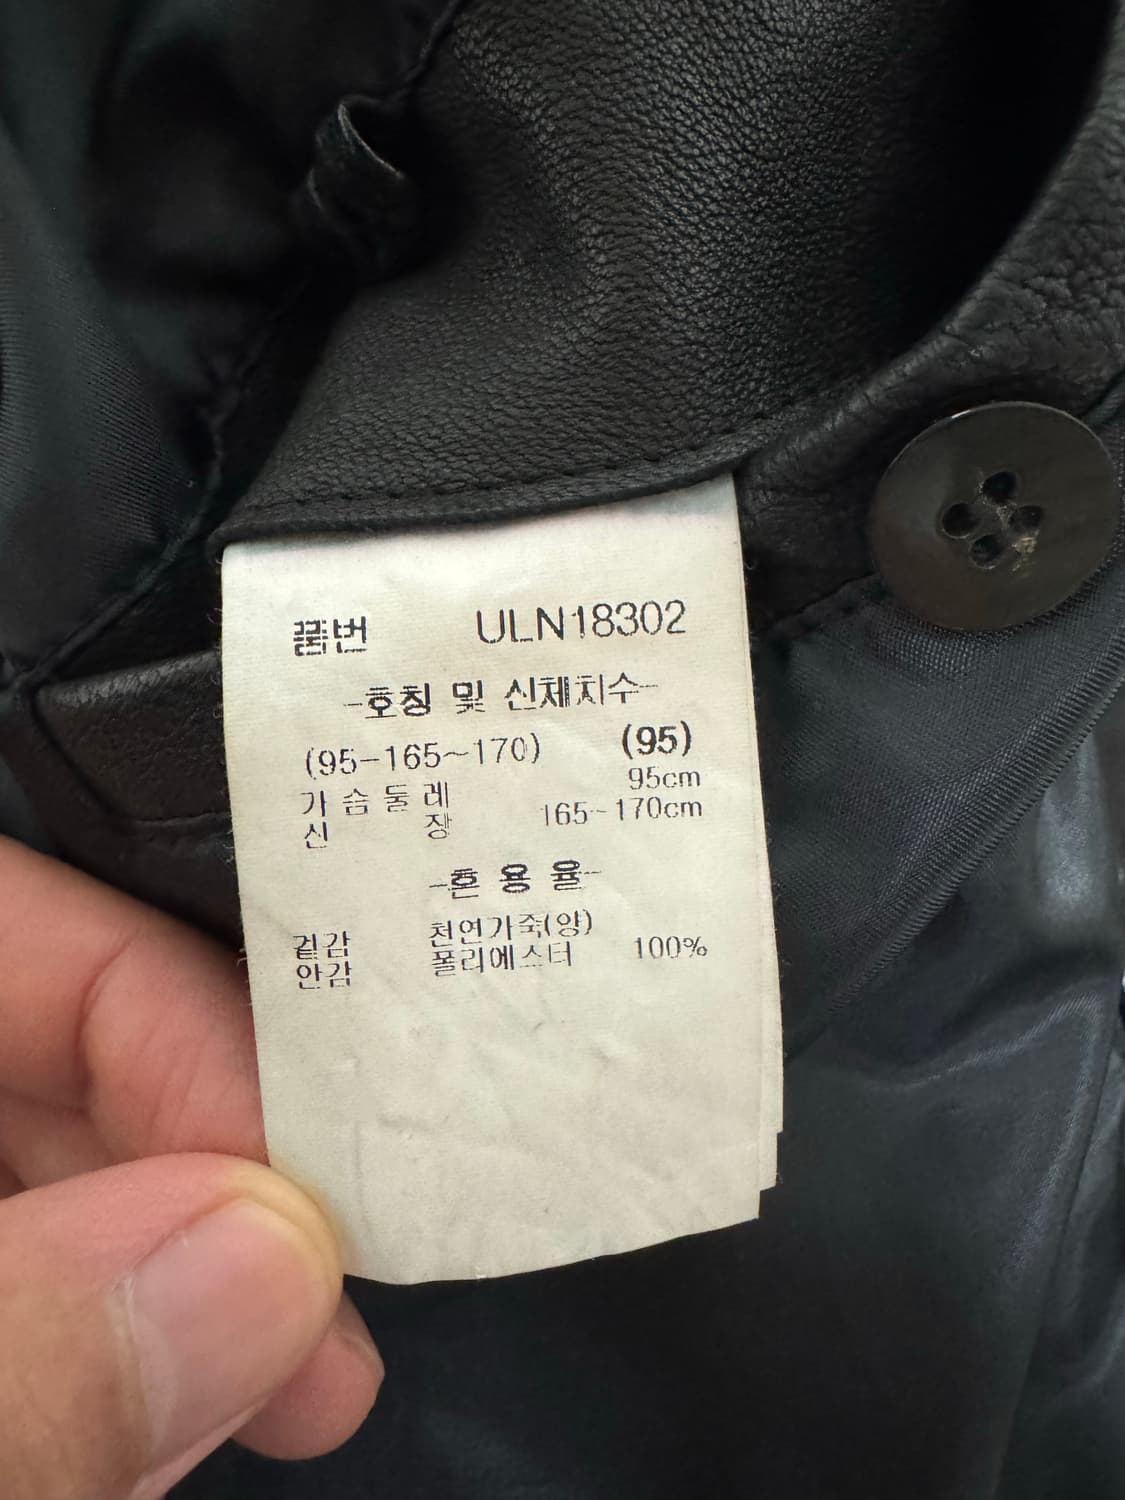 품번 ULN18302
-호칭 및 신체치수-
(95-165~170) (95)
가슴둘레 95cm
신장 165~170cm
-혼용율-
겉감 천연가죽(양)
안감 폴리에스터 100%